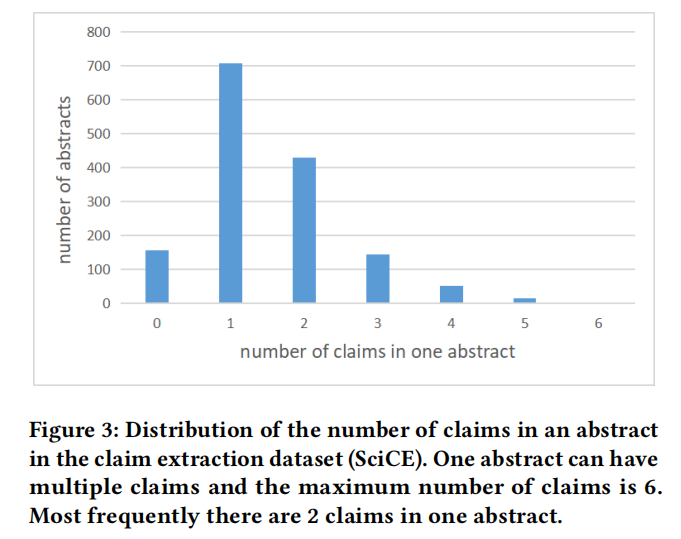 800
700
600
500
400
300
200
100
0
number of abstracts
0 1 2 3 4 5 6
number of claims in one abstract
Figure 3: Distribution of the number of claims in an abstract
in the claim extraction dataset (SciCE). One abstract can have
multiple claims and the maximum number of claims is 6.
Most frequently there are 2 claims in one abstract.